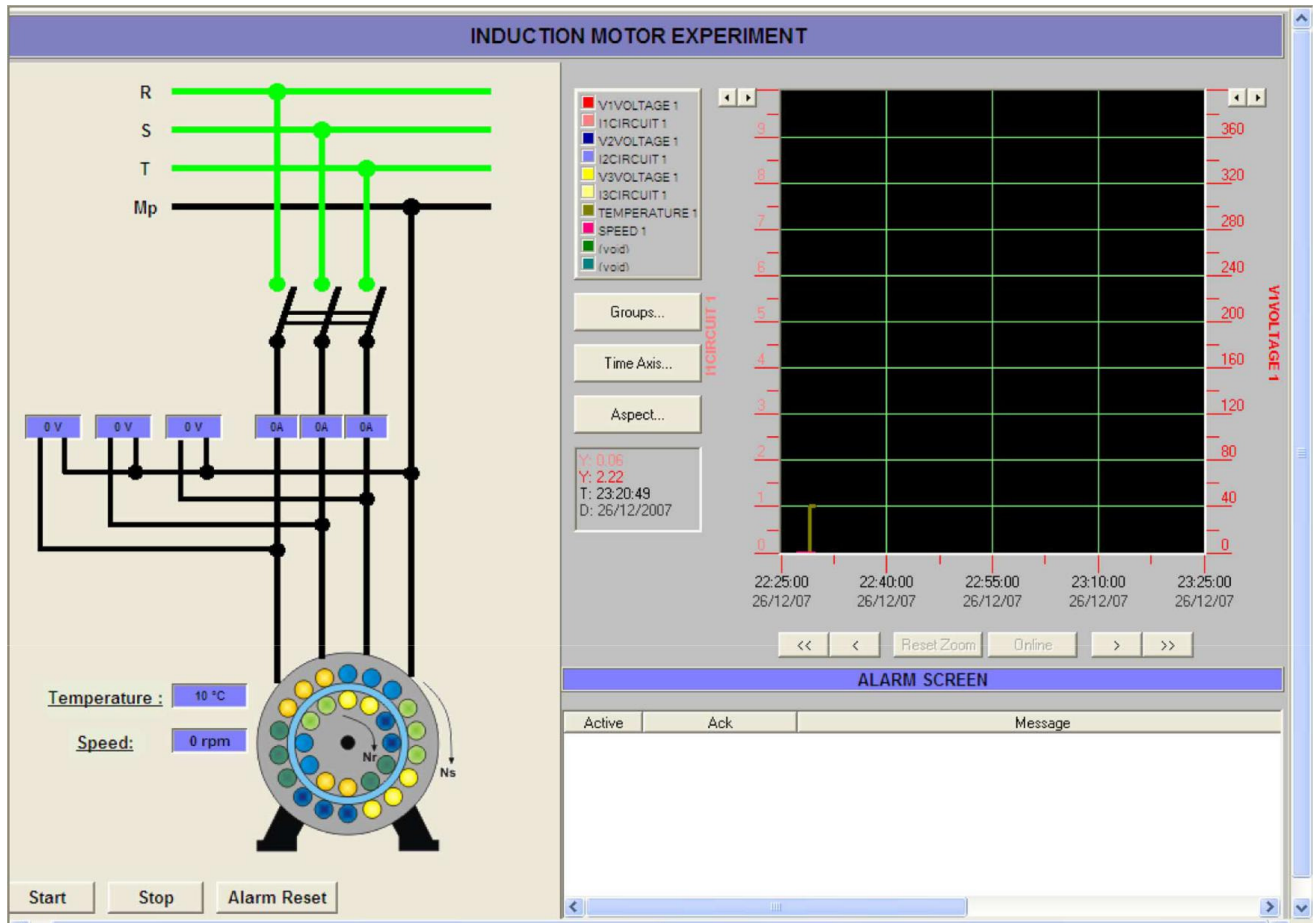 INDUCTION MOTOR EXPERIMENT
R
S
T
Mp
0 V
0 V
0 V
0A
0A
0A
Temperature :
10 °C
Speed:
0 rpm
Nr
Ns
Start
Stop
Alarm Reset
V1VOLTAGE 1
I1CIRCUIT 1
V2VOLTAGE 1
I2CIRCUIT 1
V3VOLTAGE 1
I3CIRCUIT 1
TEMPERATURE 1
SPEED 1
(void)
(void)
Groups...
Time Axis...
Aspect...
Y: 0.06
Y: 2.22
T: 23:20:49
D: 26/12/2007
I1CIRCUIT 1
9
8
7
6
5
4
3
2
1
0
360
320
280
240
200
160
120
80
40
0
V1VOLTAGE 1
22:25:00
26/12/07
22:40:00
26/12/07
22:55:00
26/12/07
23:10:00
26/12/07
23:25:00
26/12/07
<<
<
Reset Zoom
Online
>
>>
ALARM SCREEN
Active
Ack
Message